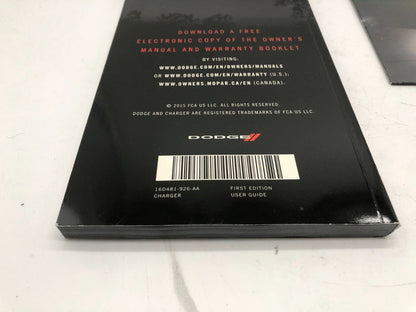 DOWNLOAD A FREE
ELECTRONIC COPY OF THE OWNER'S
MANUAL AND WARRANTY BOOKLET
BY VISITING:
WWW.DODGE.COM/EN/OWNERS/MANUALS
OR WWW.DODGE.COM/EN/WARRANTY (U.S.);
WWW.OWNERS.MOPAR.CA/EN (CANADA).
© 2015 FCA US LLC. ALL RIGHTS RESERVED.
DODGE AND CHARGER ARE REGISTERED TRADEMARKS OF FCA US LLC.
DODGE
16D481-926-AA FIRST EDITION
CHARGER USER GUIDE